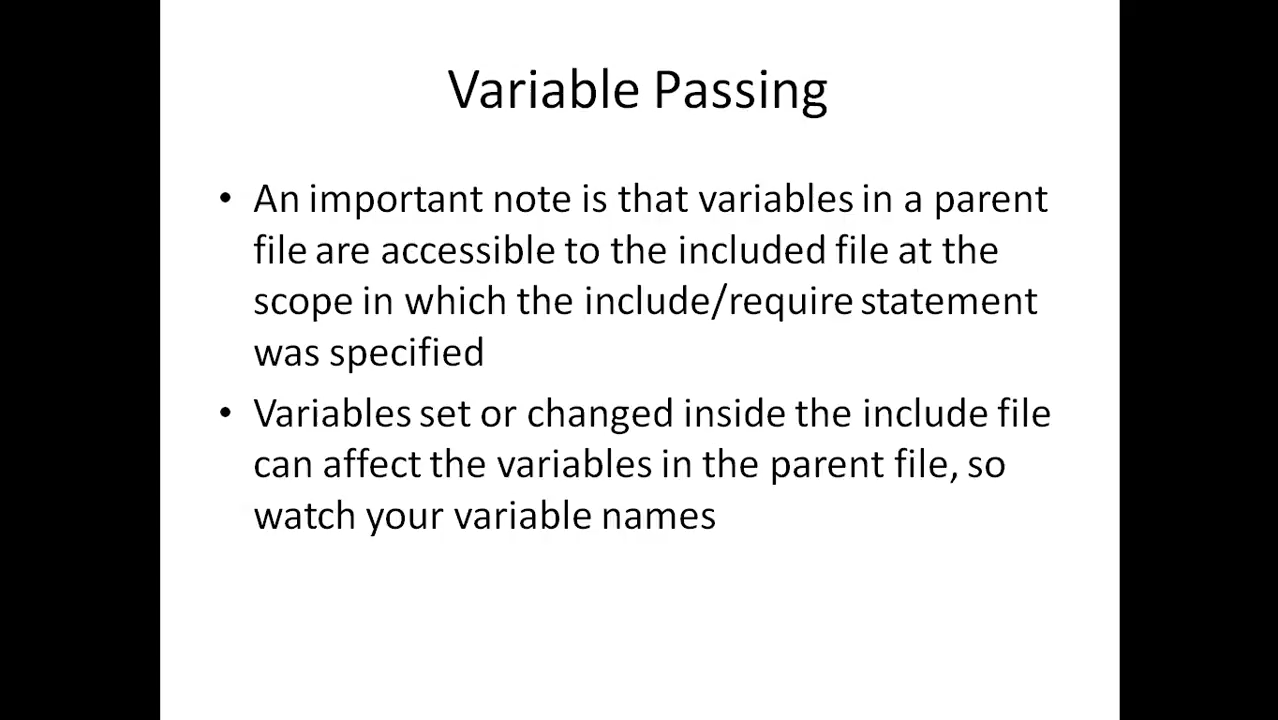 Variable Passing
• An important note is that variables in a parent
file are accessible to the included file at the
scope in which the include/require statement
was specified
• Variables set or changed inside the include file
can affect the variables in the parent file, so
watch your variable names